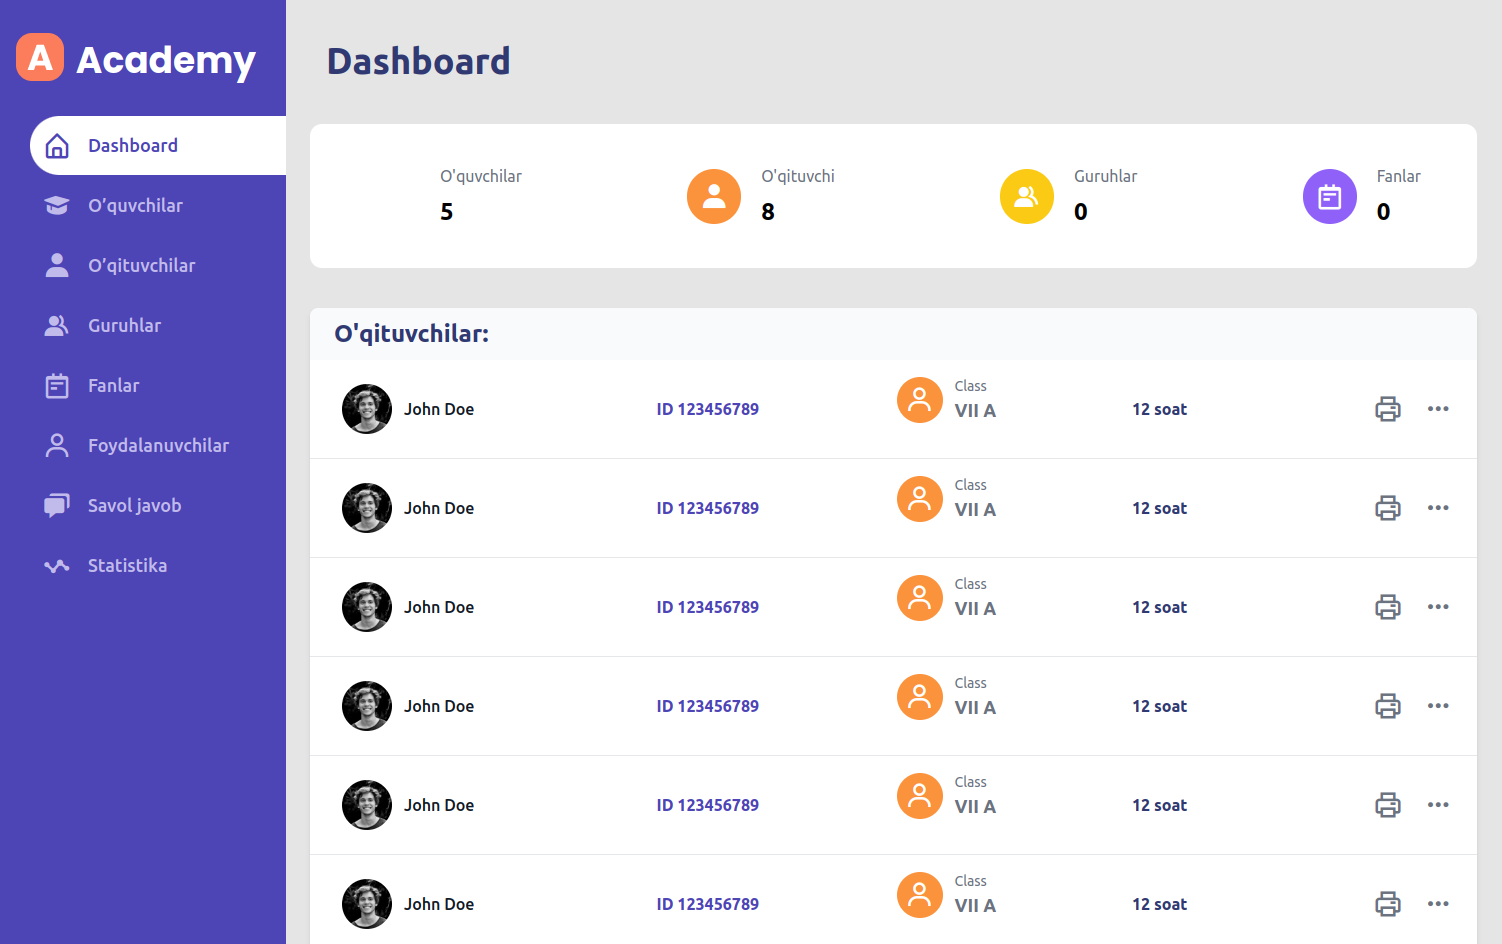 A Academy
Dashboard
O’quvchilar
O’qituvchilar
Guruhlar
Fanlar
Foydalanuvchilar
Savol javob
Statistika
Dashboard
O'quvchilar
5
O'qituvchi
8
Guruhlar
0
Fanlar
0
O'qituvchilar:
John Doe ID 123456789 Class VII A 12 soat
John Doe ID 123456789 Class VII A 12 soat
John Doe ID 123456789 Class VII A 12 soat
John Doe ID 123456789 Class VII A 12 soat
John Doe ID 123456789 Class VII A 12 soat
John Doe ID 123456789 Class VII A 12 soat